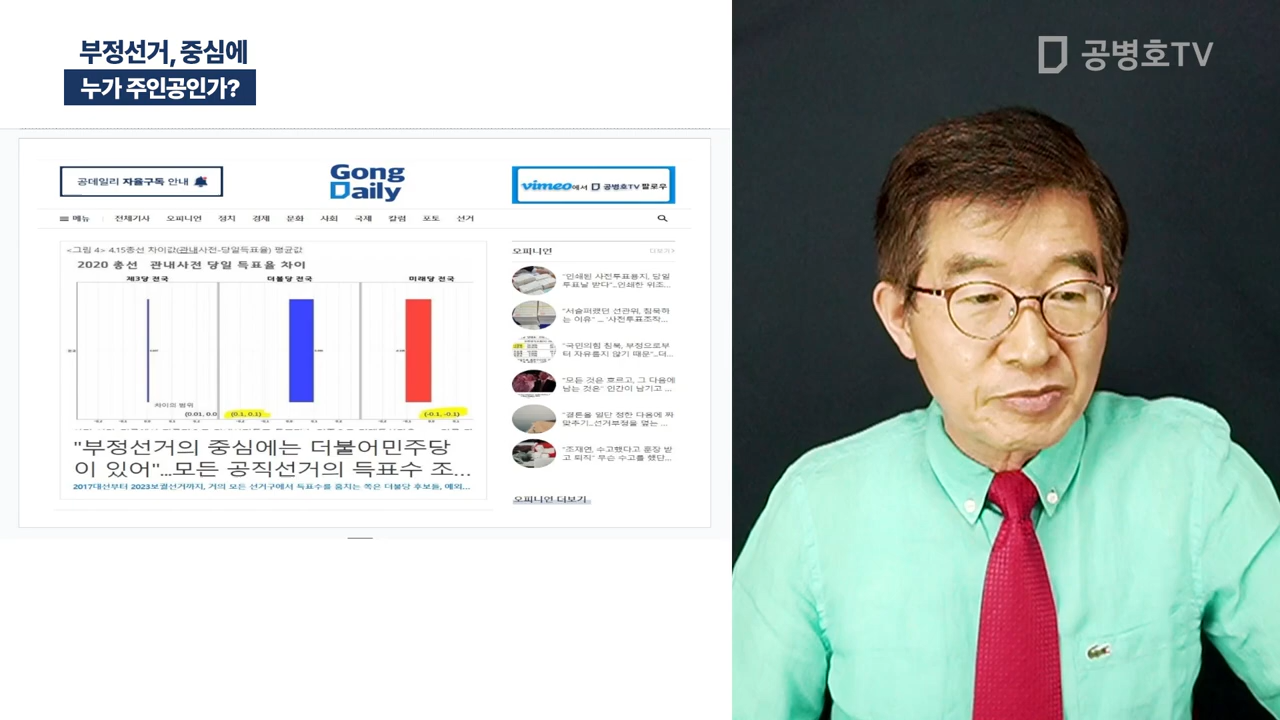 부정선거, 중심에
누가 주인공인가?
공병호TV
공데일리 자율구독 안내
Gong
Daily
vimeo에서 공병호TV 팔로우
메뉴 전체기사 오피니언 정치 경제 문화 사회 국제 칼럼 포토 선거
<그림 4> 4.15총선 차이값(관내사전-당일득표율) 평균값
2020 총선 관내사전 당일 득표율 차이
제3당 전국 더불당 전국 미래당 전국
차이의 범위
(0.01, 0.0 (0.1, 0.1) (-0.1, -0.1)
"부정선거의 중심에는 더불어민주당
이 있어"...모든 공직선거의 득표수 조...
2017대선부터 2023보궐선거까지, 거의 모든 선거구에서 득표수를 훔치는 쪽은 더불당 후보들, 예외...
오피니언 더보기
"인쇄된 사전투표용지, 당일
투표날 받다"...인쇄한 위조...
"서슬퍼랬던 선관위, 침묵하
는 이유" ... '사전투표조작...
"국민의힘 침묵, 부정으로부
터 자유롭지 않기 때문"...더...
"모든 것은 흐르고, 그 다음에
남는 것은" 인간이 남기고 ...
"결론을 일단 정한 다음에 짜
맞추기...선거부정을 덮는 ...
"조재연, 수고했다고 훈장 받
고 퇴직" 무슨 수고를 했단...
오피니언 더보기